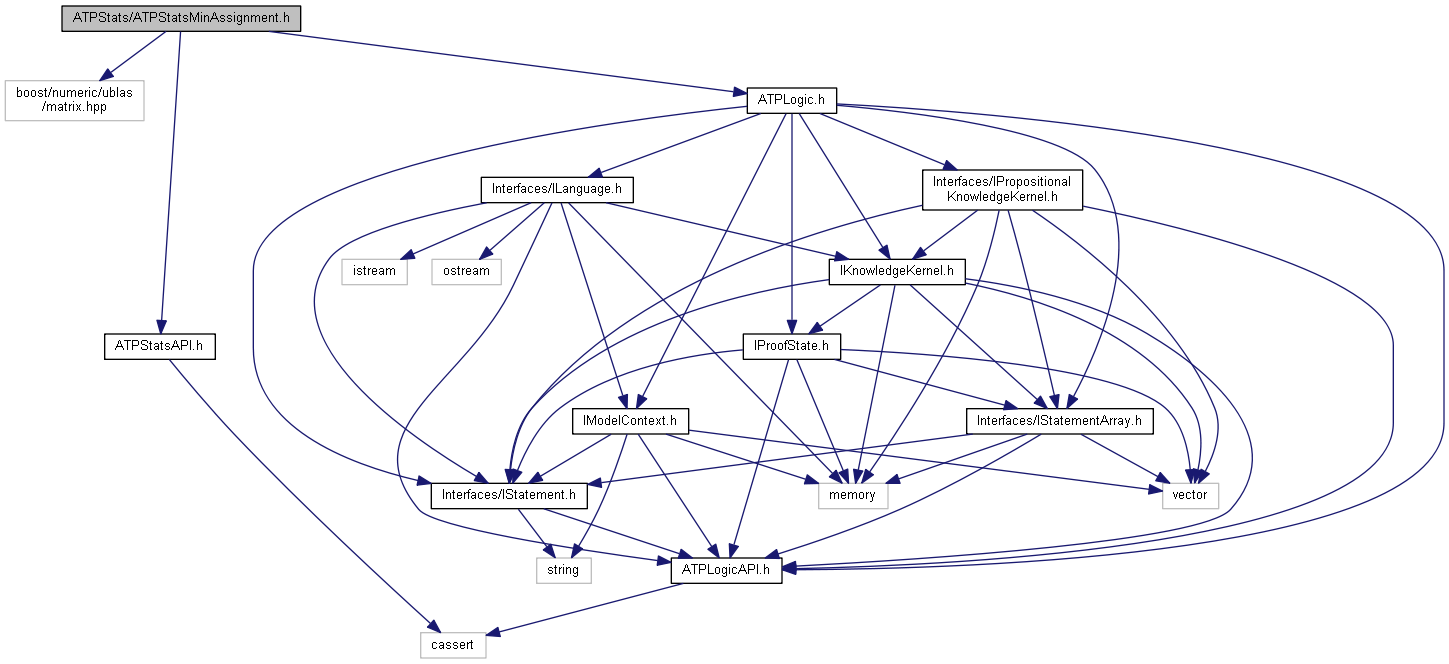 ATPStats/ATPStatsMinAssignment.h
boost/numeric/ublas
/matrix.hpp
ATPLogic.h
Interfaces/ILanguage.h
Interfaces/IPropositional
KnowledgeKernel.h
istream
ostream
IKnowledgeKernel.h
ATPStatsAPI.h
IProofState.h
IModelContext.h
Interfaces/IStatementArray.h
Interfaces/IStatement.h
memory
vector
string
ATPLogicAPI.h
cassert